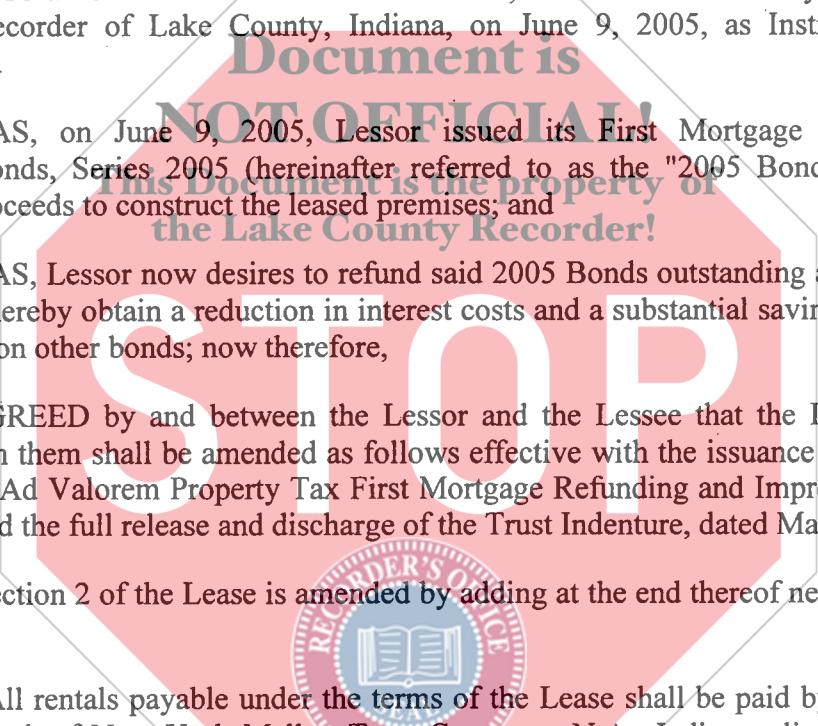 ecorder of Lake County, Indiana, on June 9, 2005, as Inst
Document is
NOT OFFICIAL!
AS, on June 9, 2005, Lessor issued its First Mortgage
onds, Series 2005 (hereinafter referred to as the "2005 Bond
This Document is the property of
oceeds to construct the leased premises; and
the Lake County Recorder!
AS, Lessor now desires to refund said 2005 Bonds outstanding a
ereby obtain a reduction in interest costs and a substantial savin
on other bonds; now therefore,
STOP
GREED by and between the Lessor and the Lessee that the
n them shall be amended as follows effective with the issuance
Ad Valorem Property Tax First Mortgage Refunding and Impr
d the full release and discharge of the Trust Indenture, dated Ma
RECORDER'S OFFICE
ection 2 of the Lease is amended by adding at the end thereof ne
SEAL
All rentals payable under the terms of the Lease shall be paid by